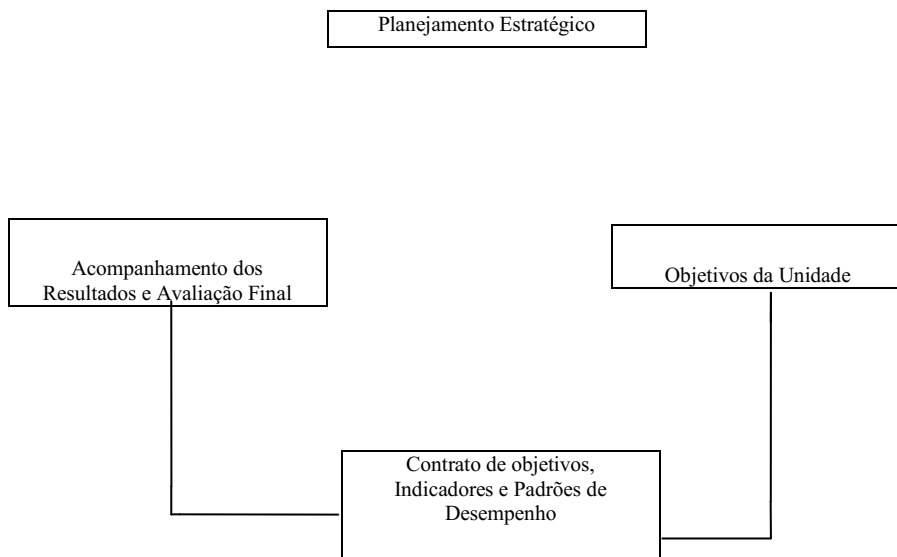 Planejamento Estratégico
Acompanhamento dos
Resultados e Avaliação Final
Objetivos da Unidade
Contrato de objetivos,
Indicadores e Padrões de
Desempenho